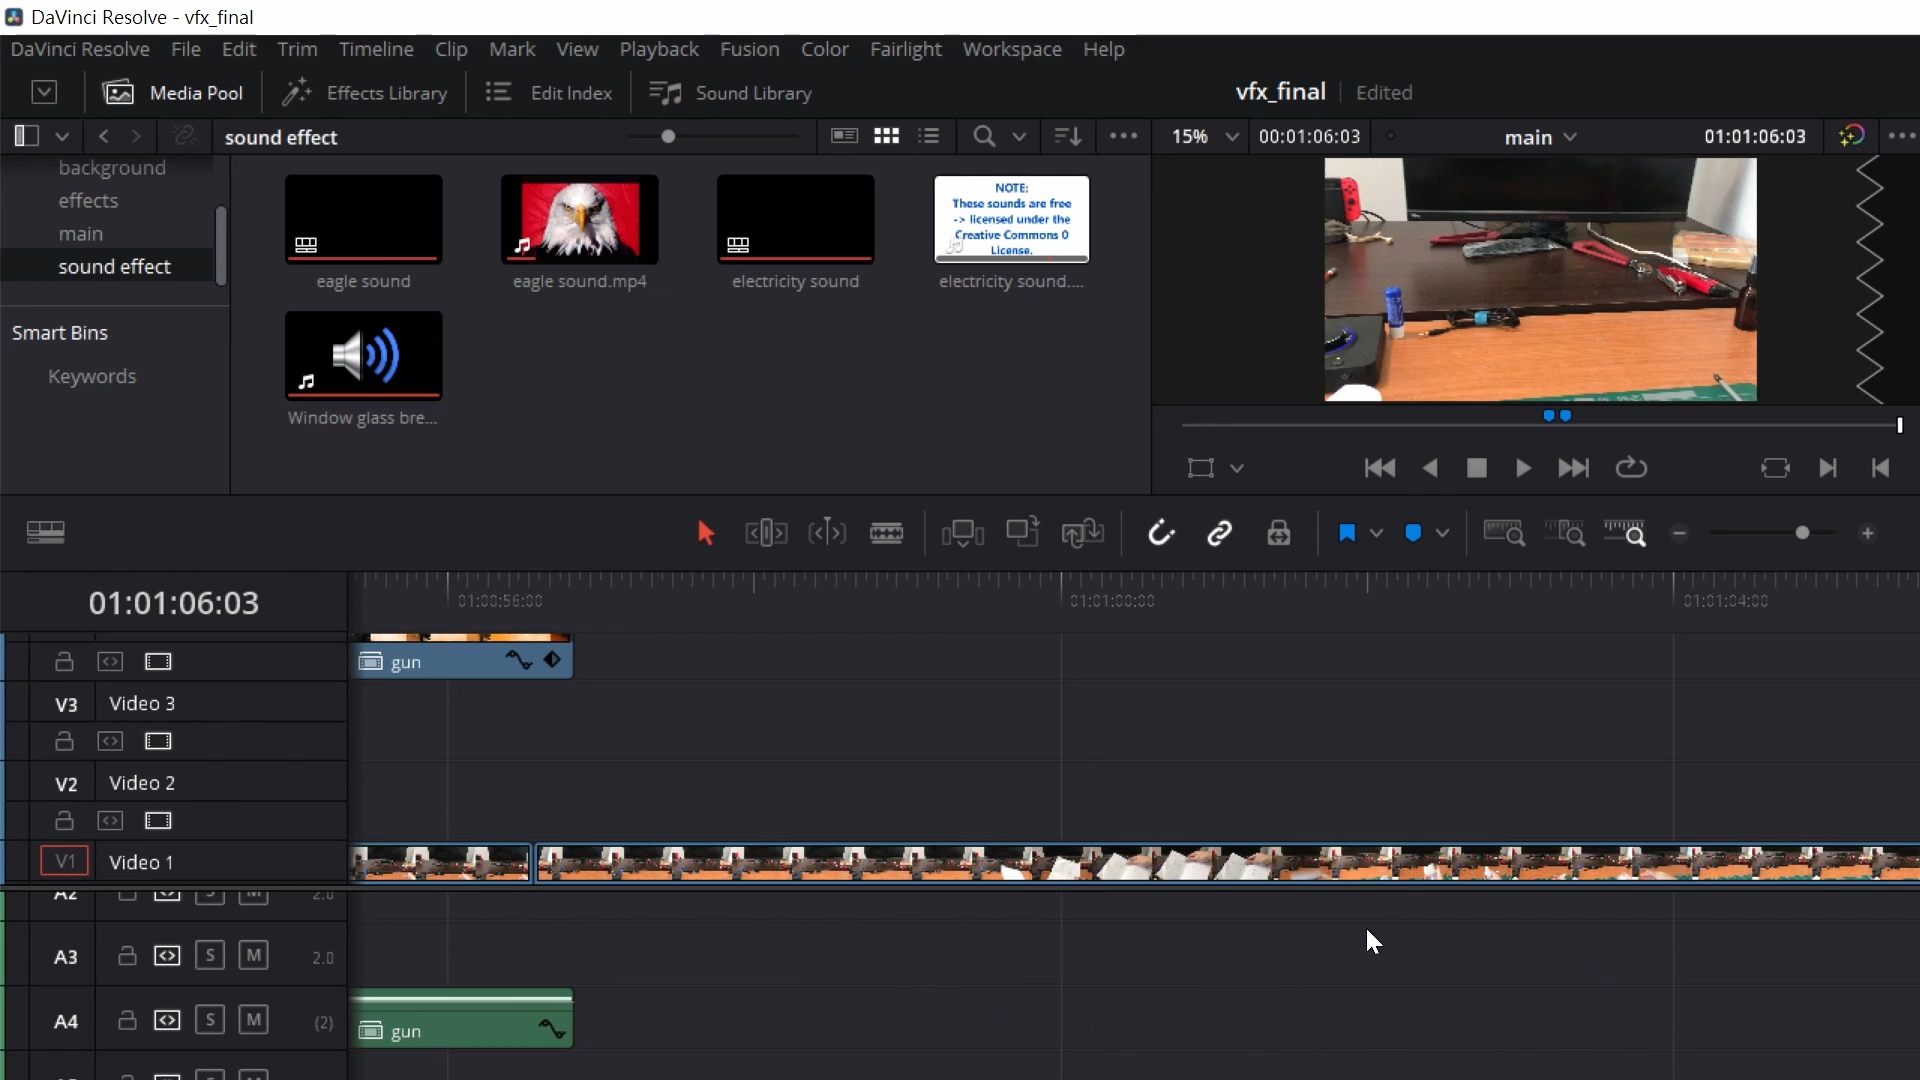 DaVinci Resolve - vfx_final
DaVinci Resolve File Edit Trim Timeline Clip Mark View Playback Fusion Color Fairlight Workspace Help
Media Pool Effects Library Edit Index Sound Library vfx_final Edited
sound effect 15% 00:01:06:03 main 01:01:06:03
background
effects
main
sound effect
Smart Bins
Keywords
NOTE:
These sounds are free
-> licensed under the
Creative Commons 0
License.
eagle sound eagle sound.mp4 electricity sound electricity sound....
Window glass bre...
01:01:06:03 01:00:56:00 01:01:00:00 01:01:04:00
gun
V3 Video 3
V2 Video 2
V1 Video 1
A2 S M 2.0
A3 S M 2.0
A4 S M (2) gun
S M